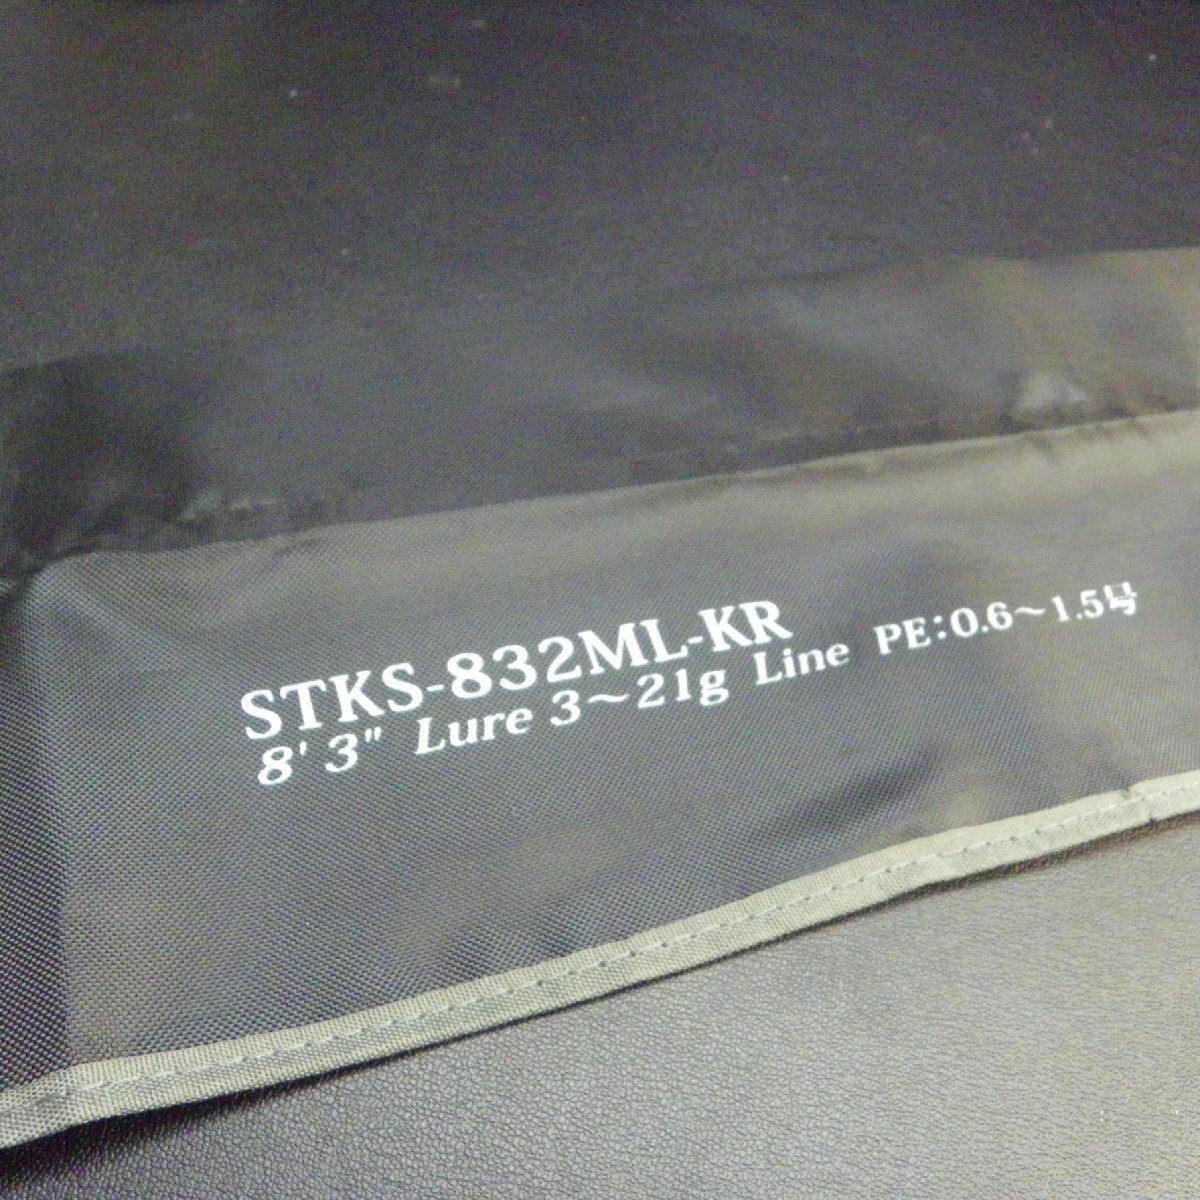 STKS-832ML-KR
8' 3" Lure 3〜21g Line PE:0.6〜1.5号